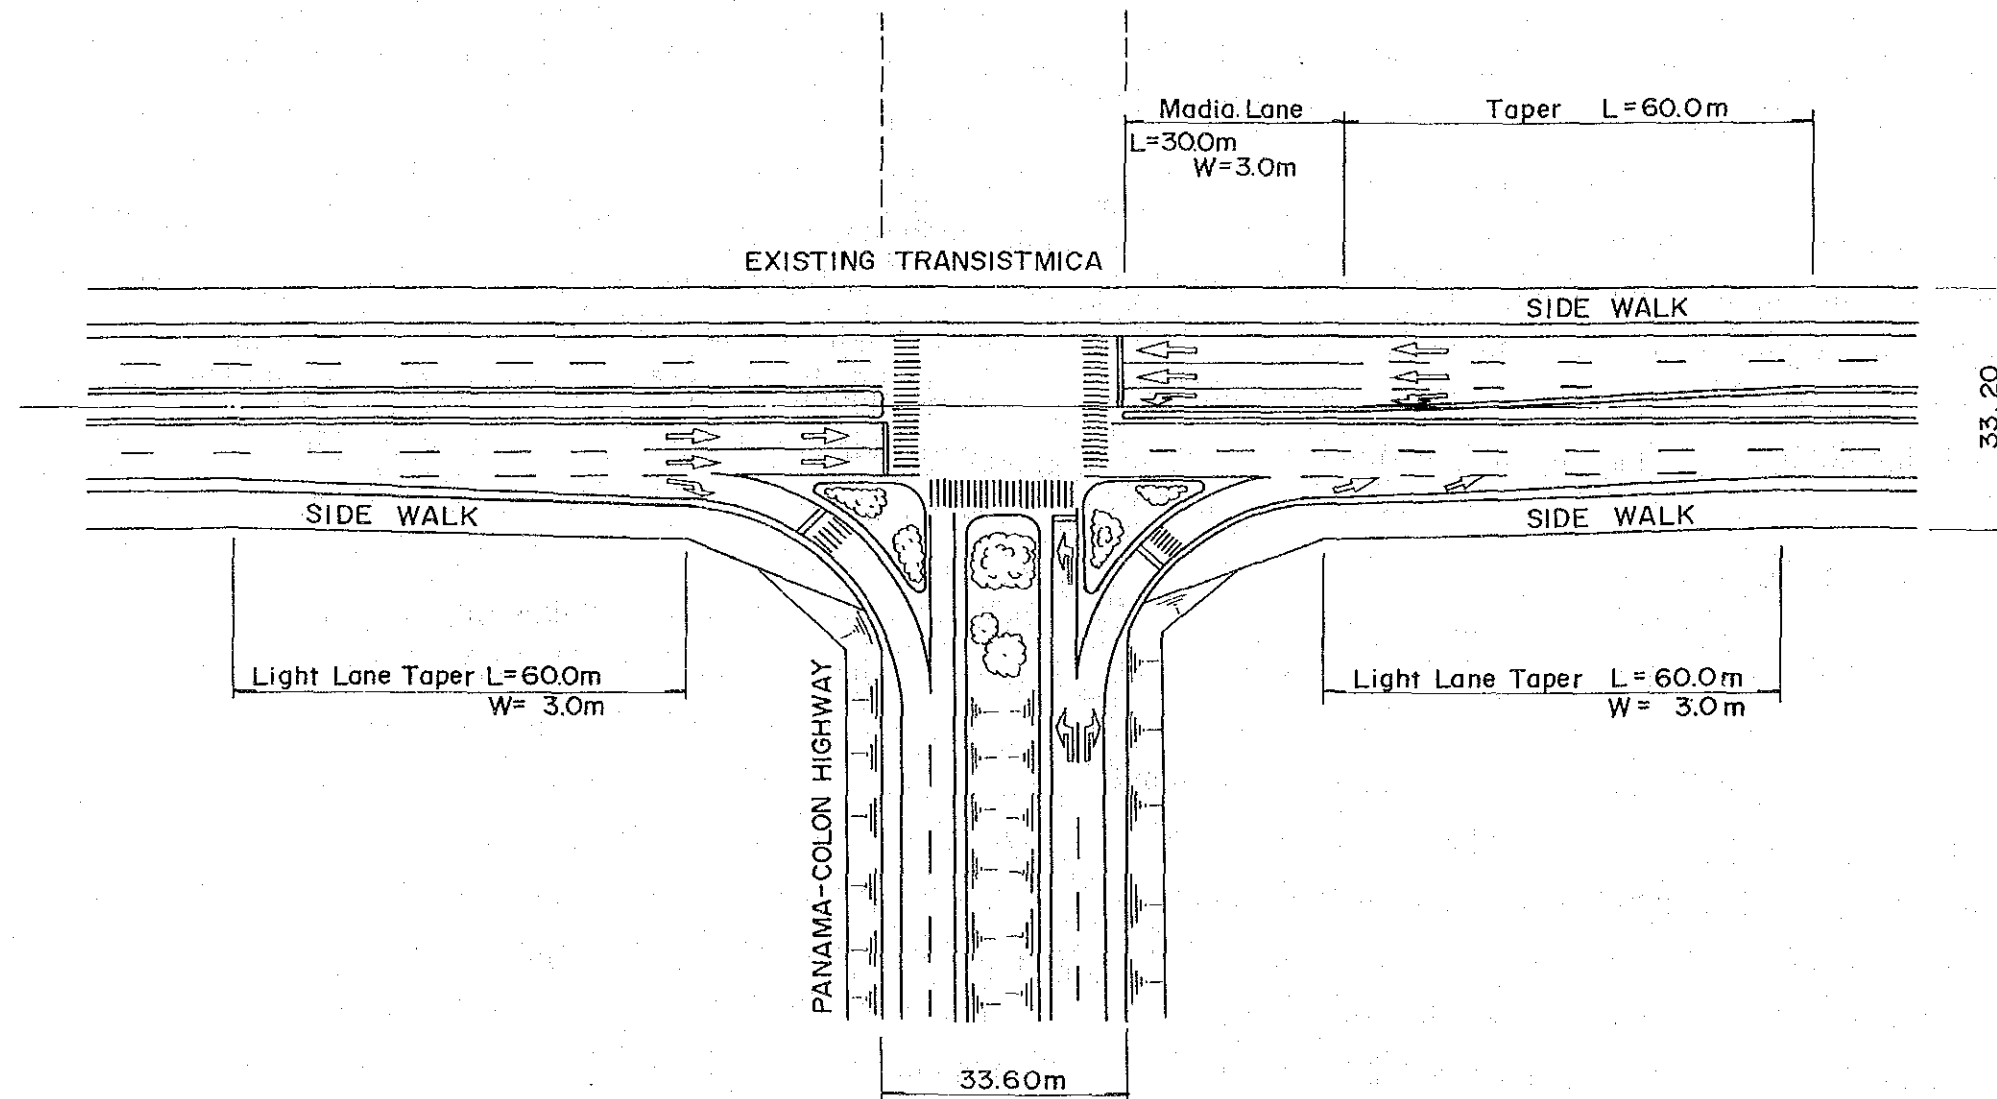 Madia. Lane
Taper L=60.0m
L=30.0m
W=3.0m
EXISTING TRANSISTMICA
SIDE WALK
33.20
SIDE WALK
SIDE WALK
Light Lane Taper L=60.0m
W= 3.0m
Light Lane Taper L=60.0m
W= 3.0m
PANAMA-COLON HIGHWAY
33.60m